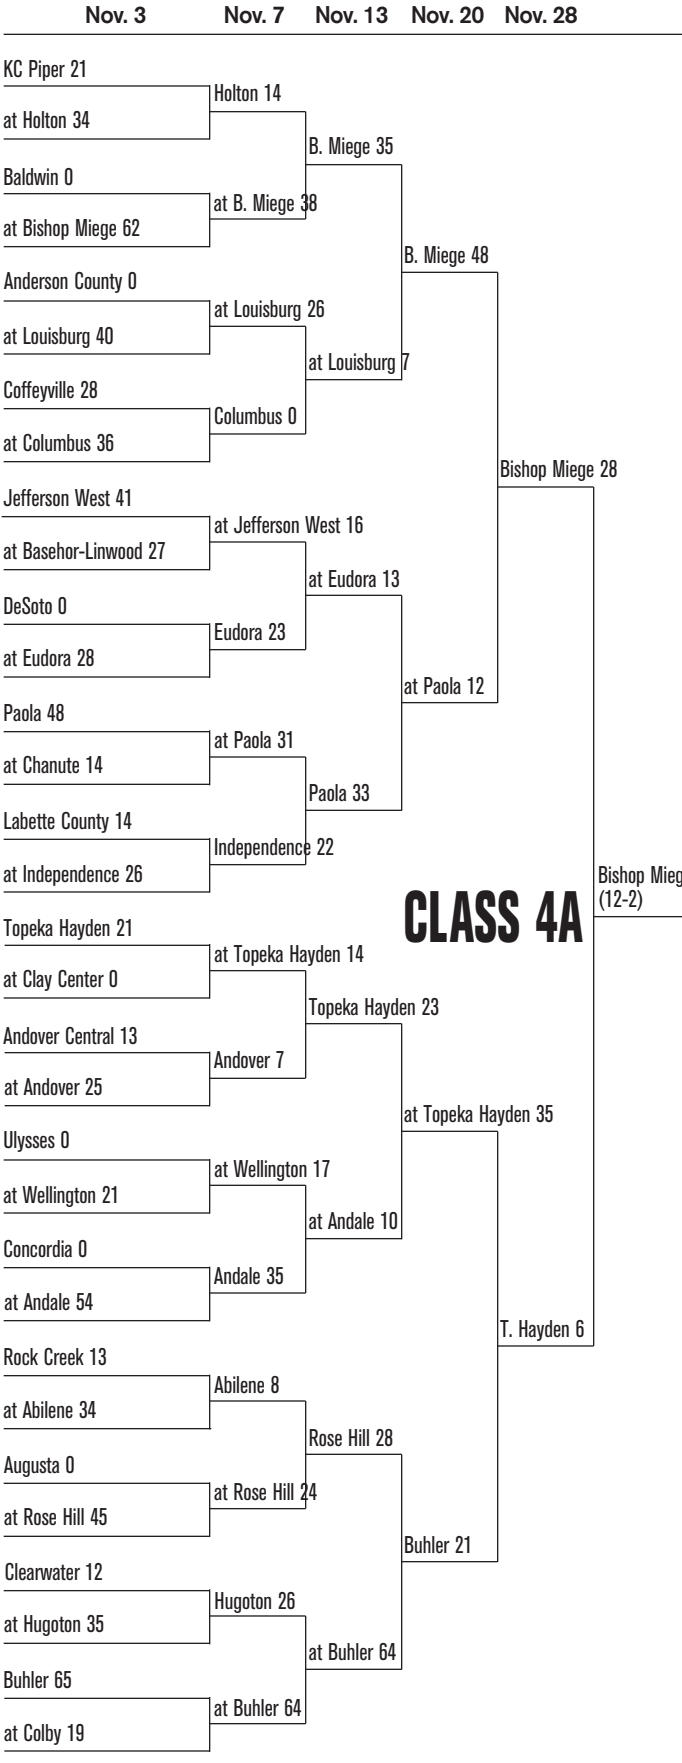 Nov. 3 Nov. 7 Nov. 13 Nov. 20 Nov. 28
KC Piper 21
at Holton 34
Baldwin 0
at Bishop Miege 62
Anderson County 0
at Louisburg 40
Coffeyville 28
at Columbus 36
Jefferson West 41
at Basehor-Linwood 27
DeSoto 0
at Eudora 28
Paola 48
at Chanute 14
Labette County 14
at Independence 26
Topeka Hayden 21
at Clay Center 0
Andover Central 13
at Andover 25
Ulysses 0
at Wellington 21
Concordia 0
at Andale 54
Rock Creek 13
at Abilene 34
Augusta 0
at Rose Hill 45
Clearwater 12
at Hugoton 35
Buhler 65
at Colby 19
Holton 14
at B. Miege 38
at Louisburg 26
Columbus 0
at Jefferson West 16
Eudora 23
at Paola 31
Independence 22
at Topeka Hayden 14
Andover 7
at Wellington 17
Andale 35
Abilene 8
at Rose Hill 24
Hugoton 26
at Buhler 64
B. Miege 35
at Louisburg 7
at Eudora 13
Paola 33
Topeka Hayden 23
at Andale 10
Rose Hill 28
at Buhler 64
B. Miege 48
at Paola 12
at Topeka Hayden 35
Buhler 21
Bishop Miege 28
T. Hayden 6
CLASS 4A
Bishop Mieg
(12-2)